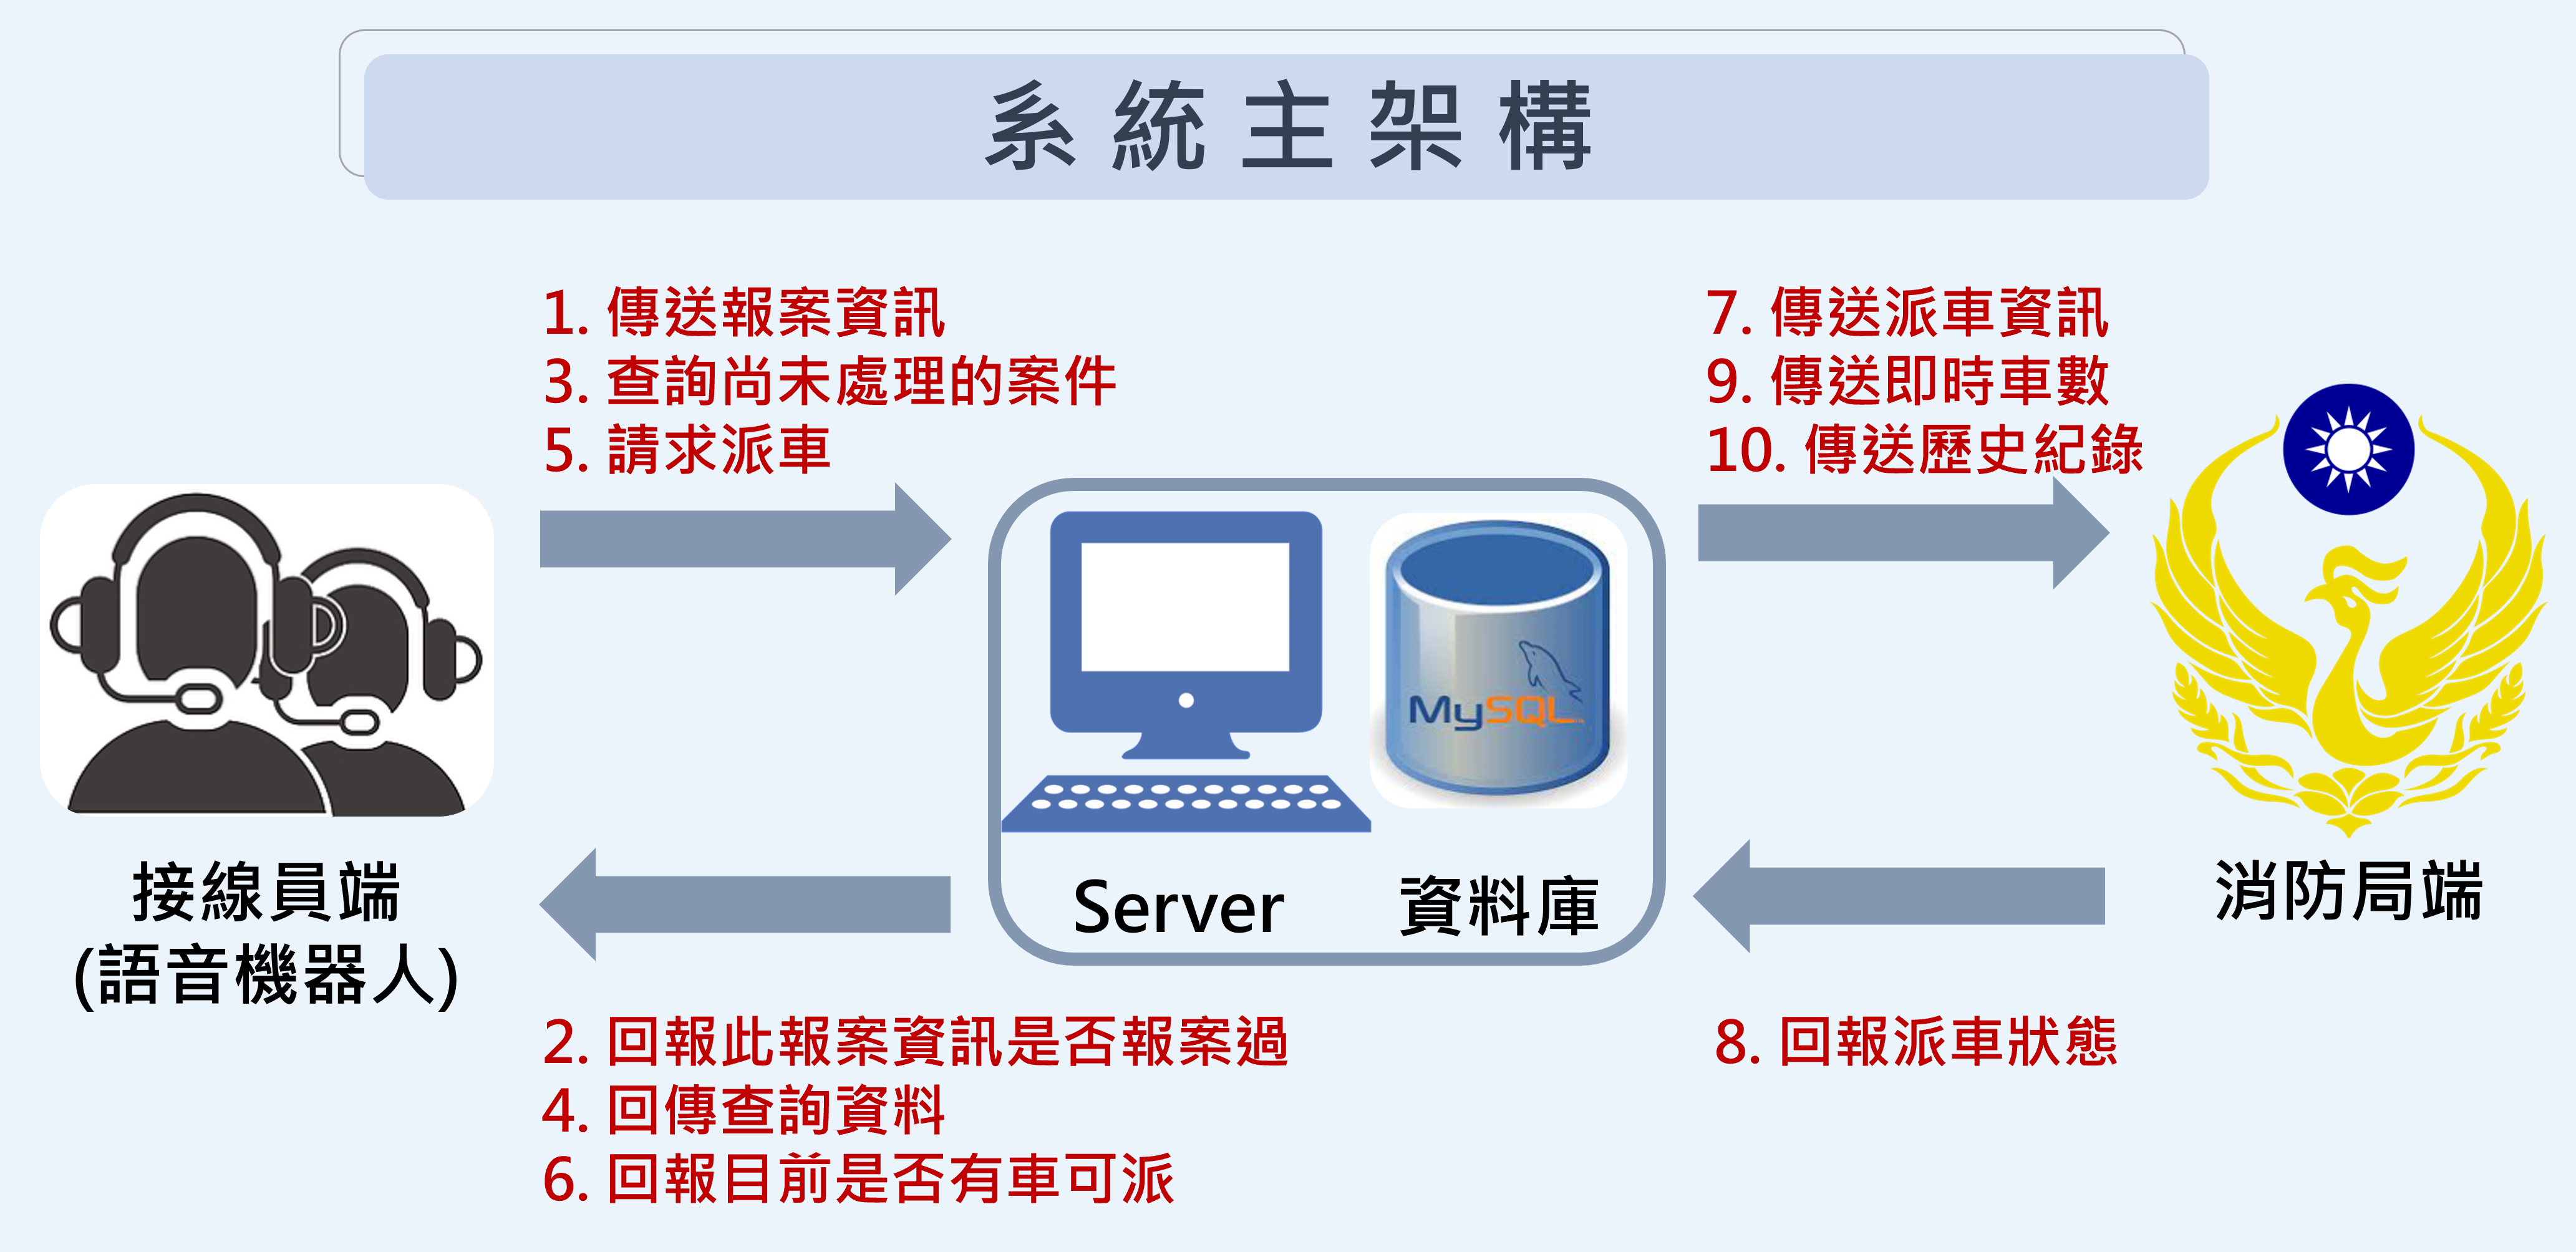 系統主架構
1. 傳送報案資訊
3. 查詢尚未處理的案件
5. 請求派車
7. 傳送派車資訊
9. 傳送即時車數
10. 傳送歷史紀錄
MySQL
接線員端
(語音機器人)
Server
資料庫
消防局端
2. 回報此報案資訊是否報案過
4. 回傳查詢資料
6. 回報目前是否有車可派
8. 回報派車狀態